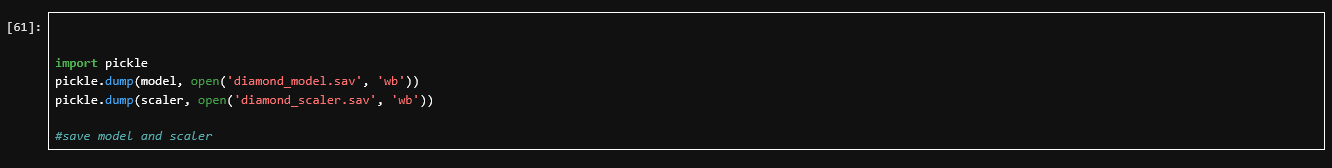 [61]:
import pickle
pickle.dump(model, open('diamond_model.sav', 'wb'))
pickle.dump(scaler, open('diamond_scaler.sav', 'wb'))
#save model and scaler